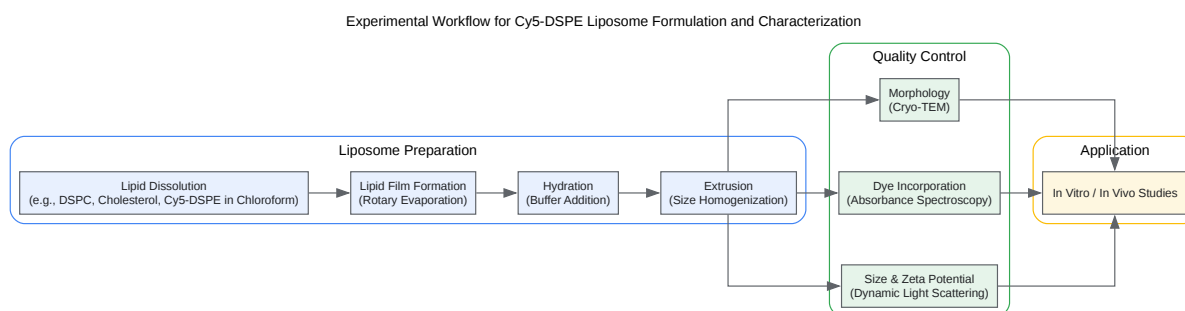 Experimental Workflow for Cy5-DSPE Liposome Formulation and Characterization
Liposome Preparation
Lipid Dissolution
(e.g., DSPC, Cholesterol, Cy5-DSPE in Chloroform)
Lipid Film Formation
(Rotary Evaporation)
Hydration
(Buffer Addition)
Extrusion
(Size Homogenization)
Quality Control
Morphology
(Cryo-TEM)
Dye Incorporation
(Absorbance Spectroscopy)
Size & Zeta Potential
(Dynamic Light Scattering)
Application
In Vitro / In Vivo Studies